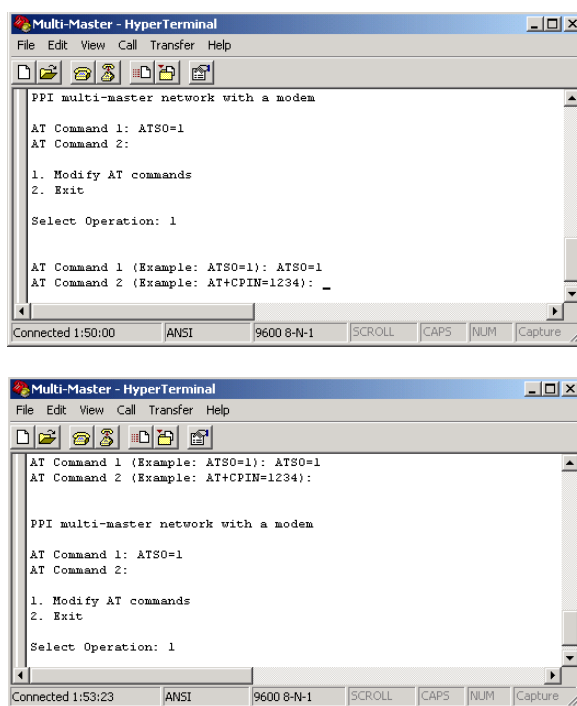 Multi-Master - HyperTerminal
File Edit View Call Transfer Help
PPI multi-master network with a modem
AT Command 1: ATS0=1
AT Command 2:
1. Modify AT commands
2. Exit
Select Operation: 1
AT Command 1 (Example: ATS0=1): ATS0=1
AT Command 2 (Example: AT+CPIN=1234): _
Connected 1:50:00 ANSI 9600 8-N-1 SCROLL CAPS NUM Capture
Multi-Master - HyperTerminal
File Edit View Call Transfer Help
AT Command 1 (Example: ATS0=1): ATS0=1
AT Command 2 (Example: AT+CPIN=1234):
PPI multi-master network with a modem
AT Command 1: ATS0=1
AT Command 2:
1. Modify AT commands
2. Exit
Select Operation: 1
Connected 1:53:23 ANSI 9600 8-N-1 SCROLL CAPS NUM Capture